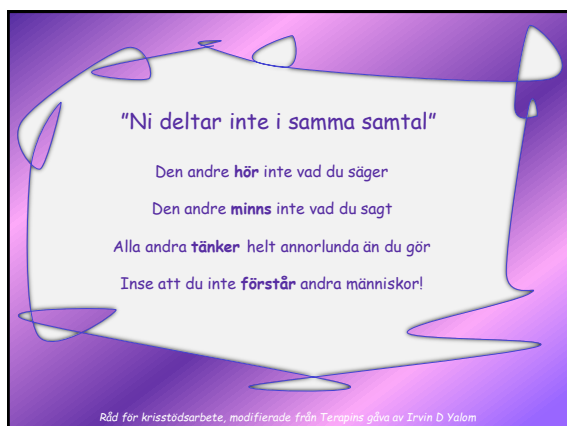 "Ni deltar inte i samma samtal"
Den andre hör inte vad du säger
Den andre minns inte vad du sagt
Alla andra tänker helt annorlunda än du gör
Inse att du inte förstår andra människor!
Råd för krisstödsarbete, modifierade från Terapins gåva av Irvin D Yalom